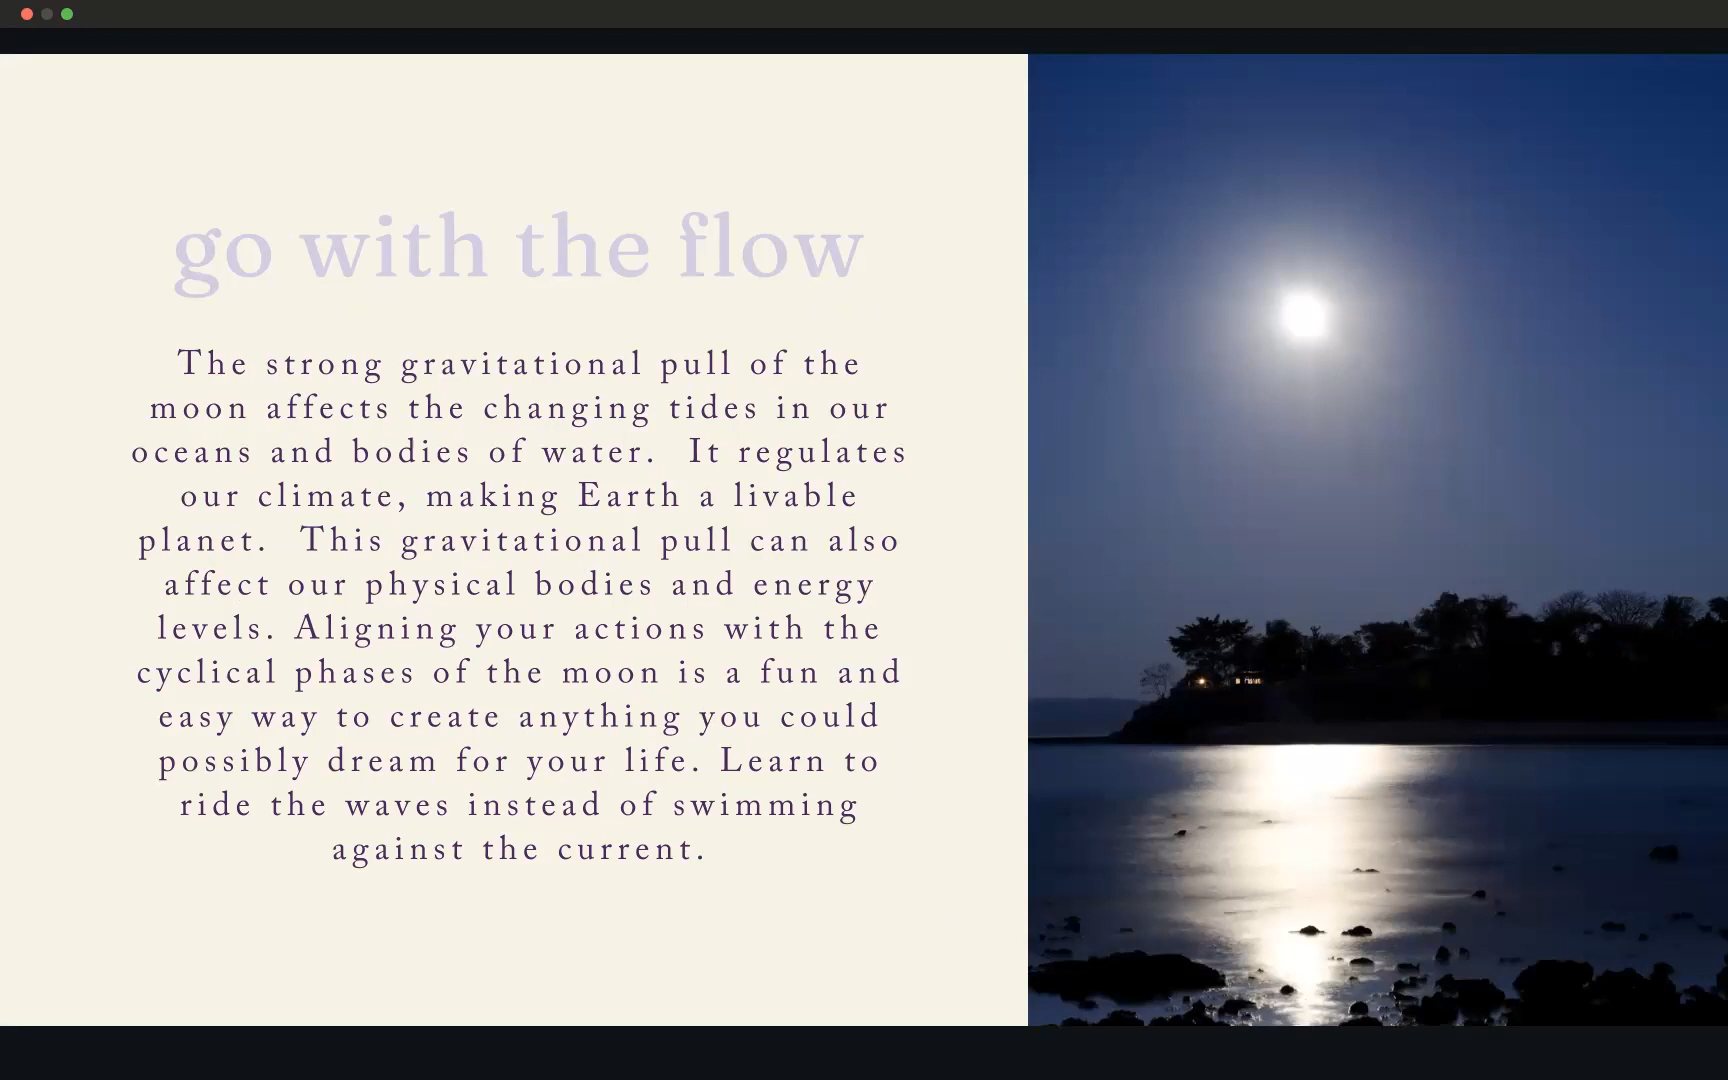 go with the flow
The strong gravitational pull of the
moon affects the changing tides in our
oceans and bodies of water.  It regulates
our climate, making Earth a livable
planet.  This gravitational pull can also
affect our physical bodies and energy
levels. Aligning your actions with the
cyclical phases of the moon is a fun and
easy way to create anything you could
possibly dream for your life. Learn to
ride the waves instead of swimming
against the current.